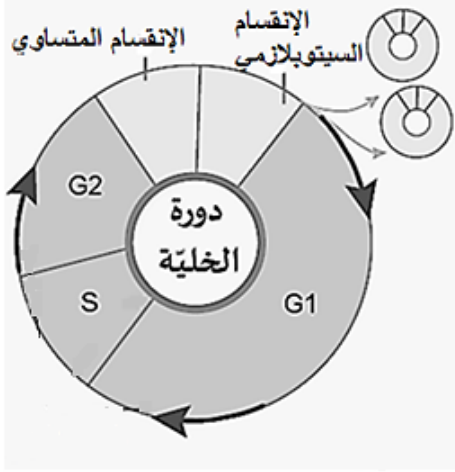 الإنقسام
السيتوبلازمي
الإنقسام المتساوي
G2
دورة
الخليّة
S
G1